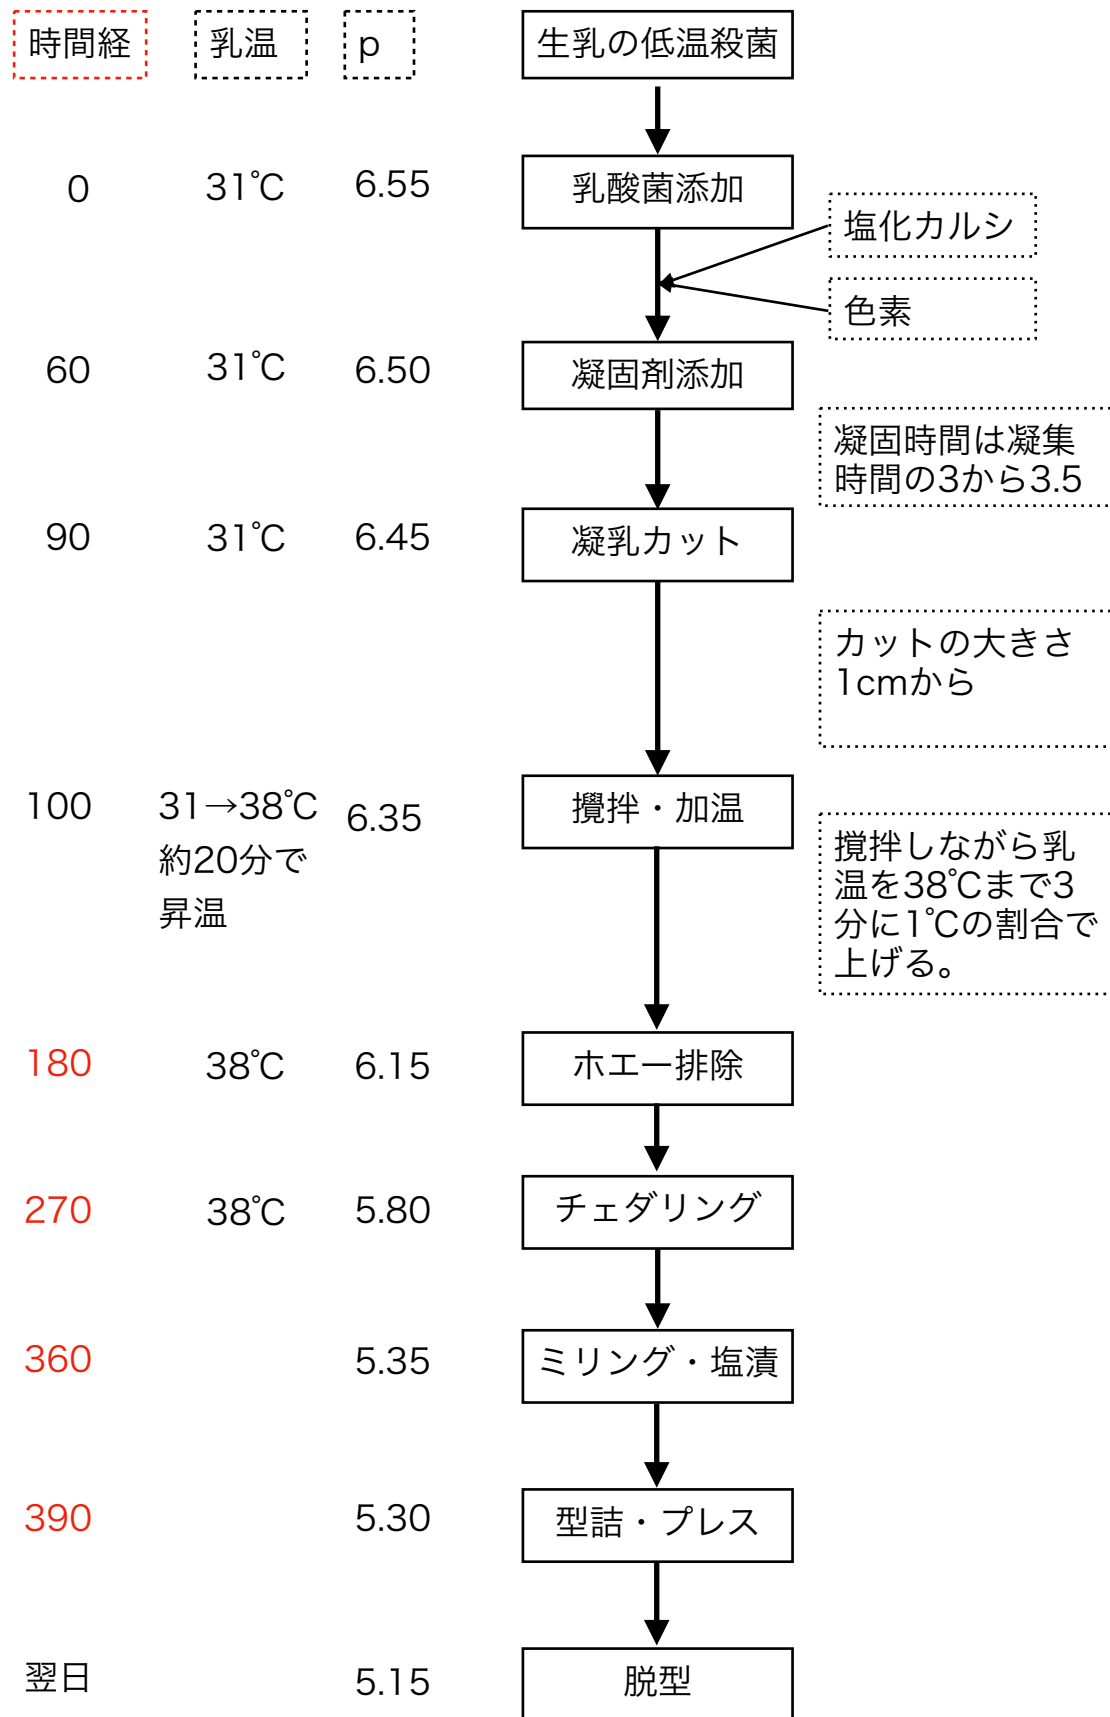 時間経
乳温
p
生乳の低温殺菌
0
31℃
6.55
乳酸菌添加
塩化カルシ
色素
60
31℃
6.50
凝固剤添加
凝固時間は凝集
時間の3から3.5
90
31℃
6.45
凝乳カット
カットの大きさ
1cmから
100
31→38℃
約20分で
昇温
6.35
攪拌・加温
撹拌しながら乳
温を38℃まで3
分に1℃の割合で
上げる。
180
38℃
6.15
ホエー排除
270
38℃
5.80
チェダリング
360
5.35
ミリング・塩漬
390
5.30
型詰・プレス
翌日
5.15
脱型